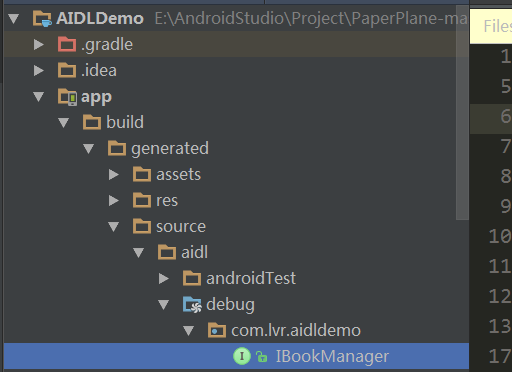 AIDLDemo E:\AndroidStudio\Project\PaperPlane-ma
.gradle
.idea
app
build
generated
assets
res
source
aidl
androidTest
debug
com.lvr.aidldemo
I IBookManager
Files
1
5
6
7
8
9
10
11
12
13
17